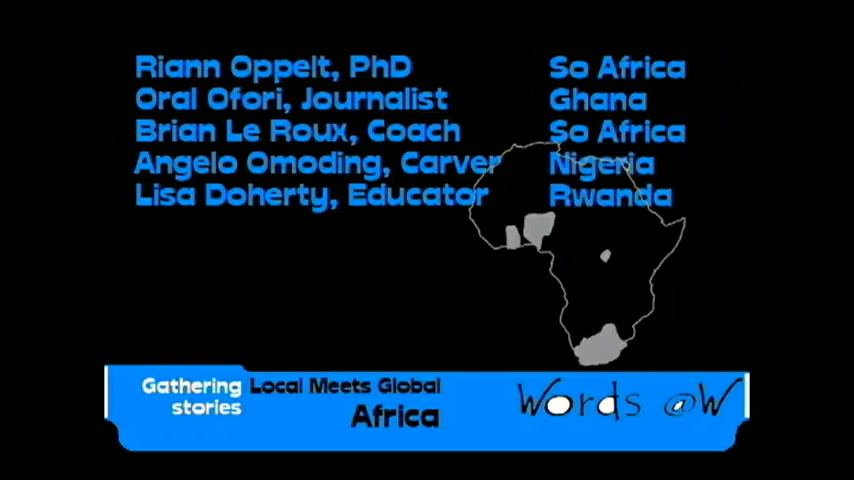 Riann Oppelt, PhD So Africa
Oral Ofori, Journalist Ghana
Brian Le Roux, Coach So Africa
Angelo Omoding, Carver Nigeria
Lisa Doherty, Educator Rwanda
Gathering stories Local Meets Global
Africa
Words @W